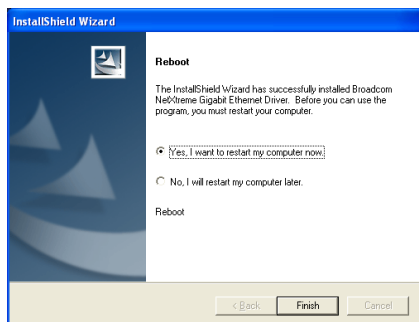 InstallShield Wizard
Reboot
The InstallShield Wizard has successfully installed Broadcom
NetXtreme Gigabit Ethernet Driver. Before you can use the
program, you must restart your computer.
Yes, I want to restart my computer now.
No, I will restart my computer later.
Reboot
< Back
Finish
Cancel